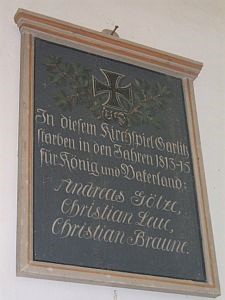 In diesem Kirchspiel Garlitz
starben in den Jahren 1813-15
für König und Vaterland:
Andreas Götze,
Christian Leue,
Christian Braune.